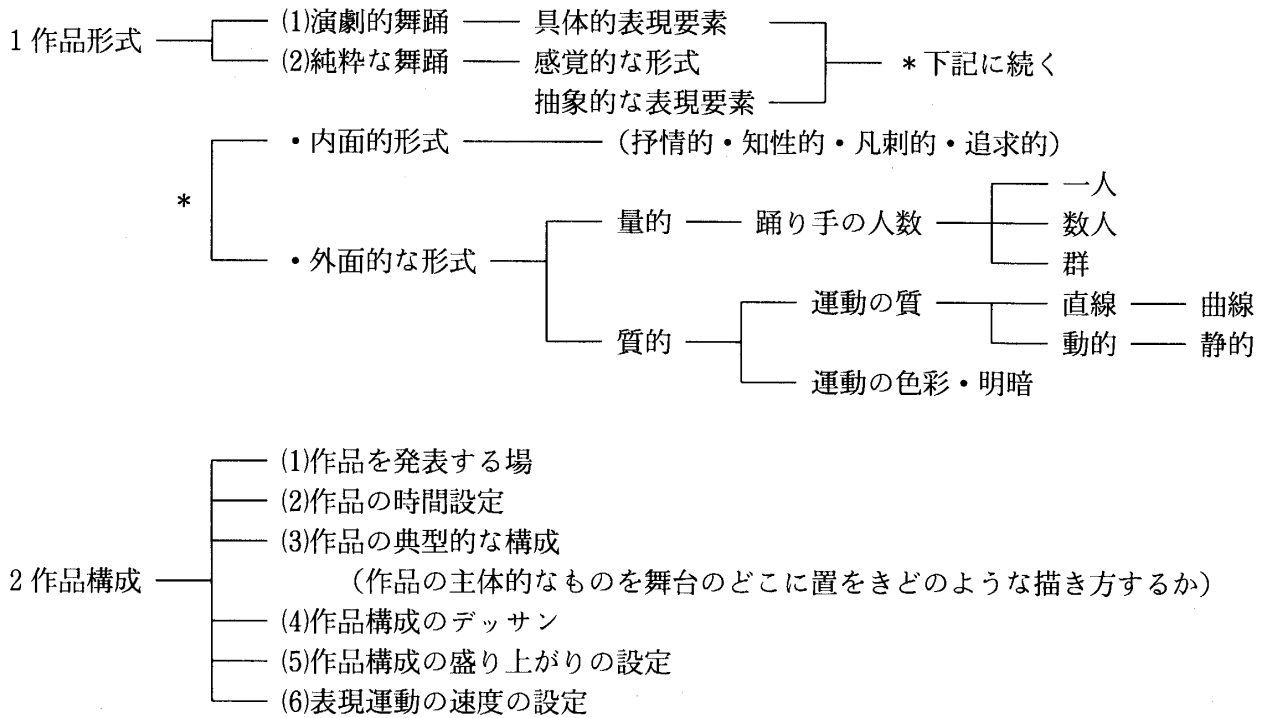 1 作品形式 (1)演劇的舞踊 具体的表現要素
(2)純粋な舞踊 感覚的な形式 *下記に続く
抽象的な表現要素
・内面的形式 (抒情的・知性的・凡刺的・追求的)
*
一人
量的 踊り手の人数 数人
・外面的な形式 群
運動の質 直線 曲線
質的 動的 静的
運動の色彩・明暗
(1)作品を発表する場
(2)作品の時間設定
(3)作品の典型的な構成
2 作品構成 (作品の主体的なものを舞台のどこに置をきどのような描き方するか)
(4)作品構成のデッサン
(5)作品構成の盛り上がりの設定
(6)表現運動の速度の設定